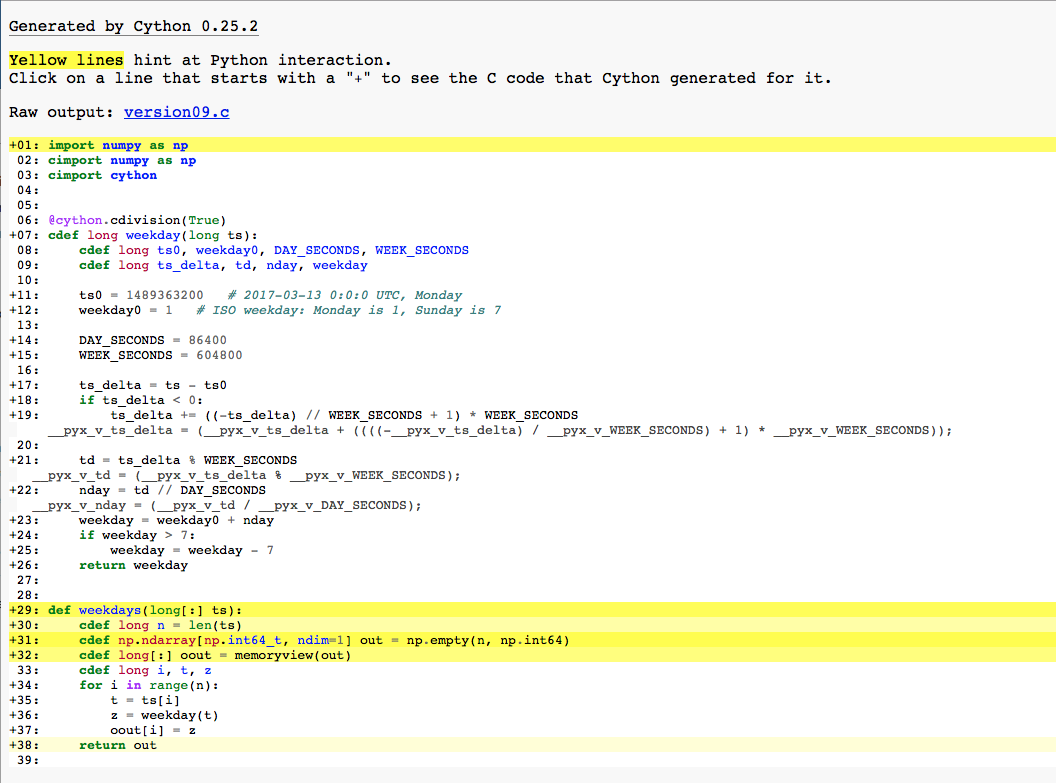 Generated by Cython 0.25.2
Yellow lines hint at Python interaction.
Click on a line that starts with a "+" to see the C code that Cython generated for it.
Raw output: version09.c
+01: import numpy as np
 02: cimport numpy as np
 03: cimport cython
 04:
 05:
 06: @cython.cdivision(True)
+07: cdef long weekday(long ts):
 08:     cdef long ts0, weekday0, DAY_SECONDS, WEEK_SECONDS
 09:     cdef long ts_delta, td, nday, weekday
 10:
+11:     ts0 = 1489363200   # 2017-03-13 0:0:0 UTC, Monday
+12:     weekday0 = 1   # ISO weekday: Monday is 1, Sunday is 7
 13:
+14:     DAY_SECONDS = 86400
+15:     WEEK_SECONDS = 604800
 16:
+17:     ts_delta = ts - ts0
+18:     if ts_delta < 0:
+19:         ts_delta += ((-ts_delta) // WEEK_SECONDS + 1) * WEEK_SECONDS
     __pyx_v_ts_delta = (__pyx_v_ts_delta + ((((-__pyx_v_ts_delta) / __pyx_v_WEEK_SECONDS) + 1) * __pyx_v_WEEK_SECONDS));
 20:
+21:     td = ts_delta % WEEK_SECONDS
   __pyx_v_td = (__pyx_v_ts_delta % __pyx_v_WEEK_SECONDS);
+22:     nday = td // DAY_SECONDS
   __pyx_v_nday = (__pyx_v_td / __pyx_v_DAY_SECONDS);
+23:     weekday = weekday0 + nday
+24:     if weekday > 7:
+25:         weekday = weekday - 7
+26:     return weekday
 27:
 28:
+29: def weekdays(long[:] ts):
+30:     cdef long n = len(ts)
+31:     cdef np.ndarray[np.int64_t, ndim=1] out = np.empty(n, np.int64)
+32:     cdef long[:] oout = memoryview(out)
 33:     cdef long i, t, z
+34:     for i in range(n):
+35:         t = ts[i]
+36:         z = weekday(t)
+37:         oout[i] = z
+38:     return out
 39: